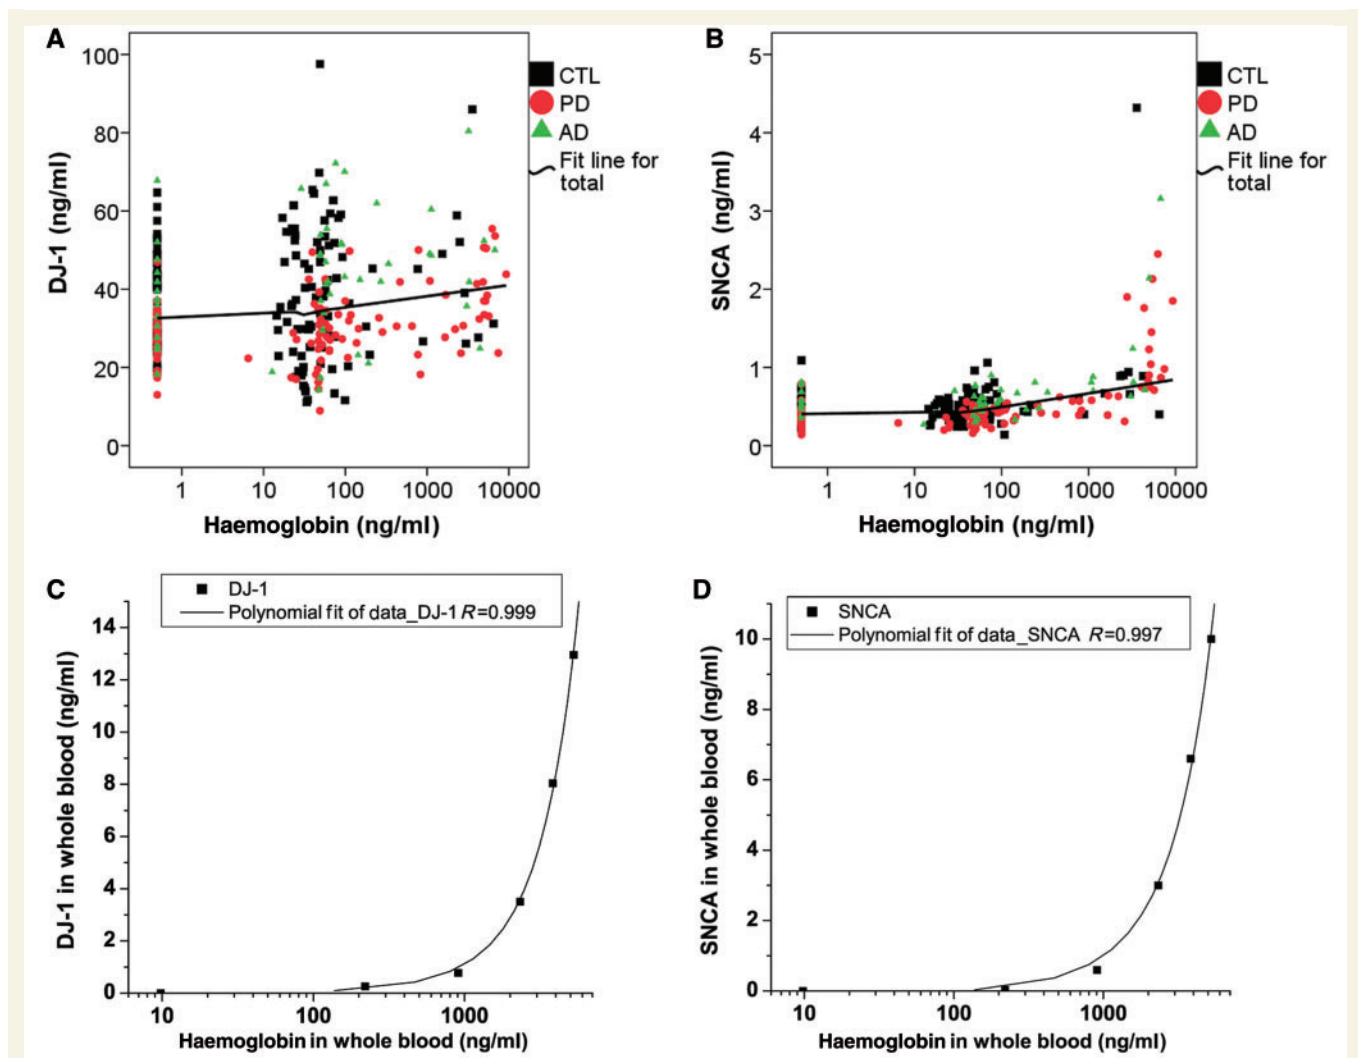 A
DJ-1 (ng/ml)
100
80
60
40
20
0
1 10 100 1000 10000
Haemoglobin (ng/ml)
CTL
PD
AD
Fit line for
total
B
SNCA (ng/ml)
5
4
3
2
1
0
1 10 100 1000 10000
Haemoglobin (ng/ml)
CTL
PD
AD
Fit line for
total
C
DJ-1
Polynomial fit of data_DJ-1 R=0.999
DJ-1 in whole blood (ng/ml)
14
12
10
8
6
4
2
0
10 100 1000
Haemoglobin in whole blood (ng/ml)
D
SNCA
Polynomial fit of data_SNCA R=0.997
SNCA in whole blood (ng/ml)
10
8
6
4
2
0
10 100 1000
Haemoglobin in whole blood (ng/ml)